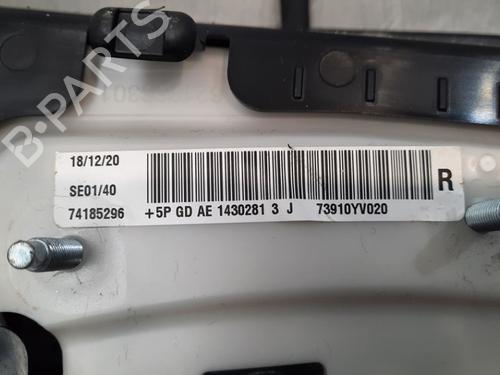 18/12/20
SE01/40
R
74185296 +5P GD AE 1430281 3 J 73910YV020
B-PARTS